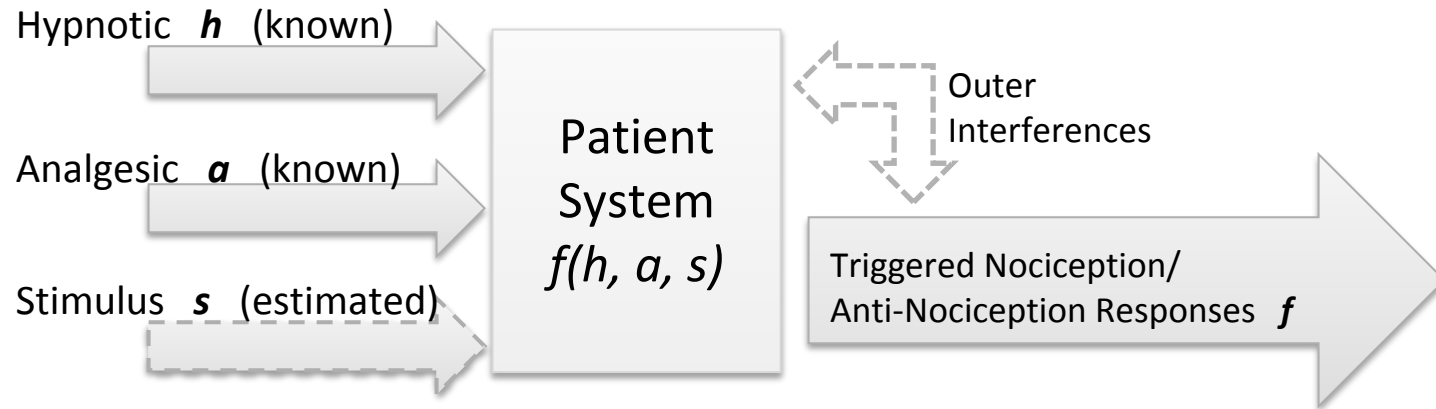 Hypnotic h (known)
Analgesic a (known)
Stimulus s (estimated)
Patient
System
f(h, a, s)
Outer
Interferences
Triggered Nociception/
Anti-Nociception Responses f